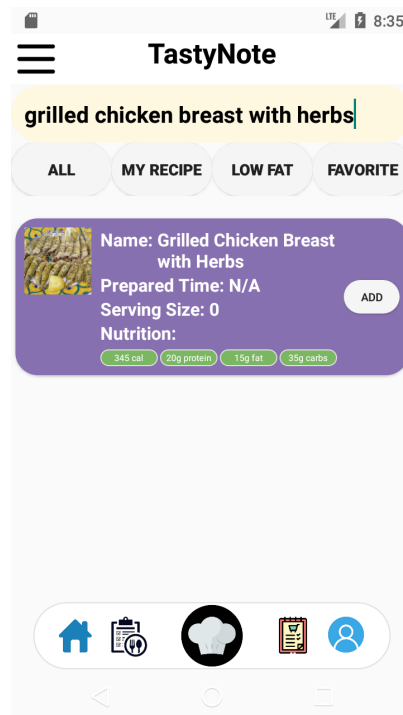 LTE 8:35
TastyNote
grilled chicken breast with herbs
ALL MY RECIPE LOW FAT FAVORITE
Name: Grilled Chicken Breast
with Herbs
Prepared Time: N/A
ADD
Serving Size: 0
Nutrition:
345 cal 20g protein 15g fat 35g carbs